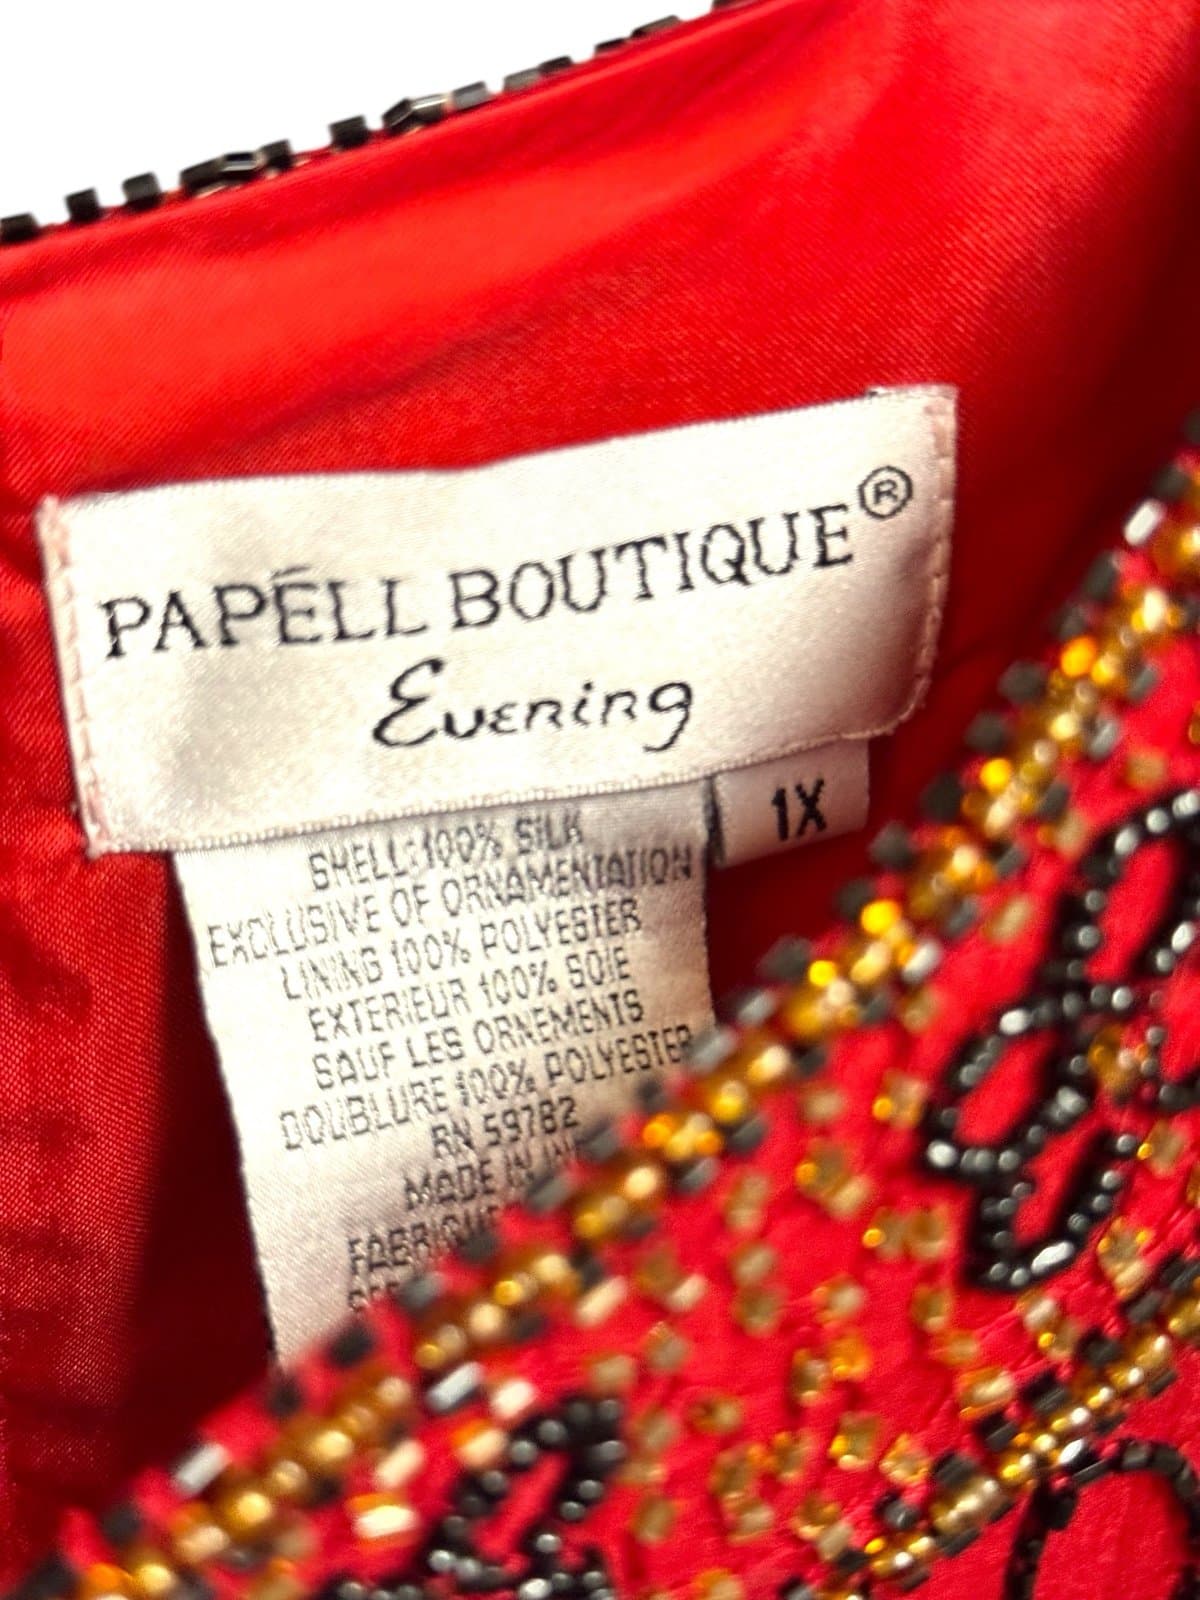 PAPÉLL BOUTIQUE®
Evening
1X
SHELL:100% SILK
EXCLUSIVE OF ORNAMENTATION
LINING 100% POLYESTER
EXTERIEUR 100% SOIE
SAUF LES ORNEMENTS
DOUBLURE 100% POLYESTER
RN 59782
MADE IN